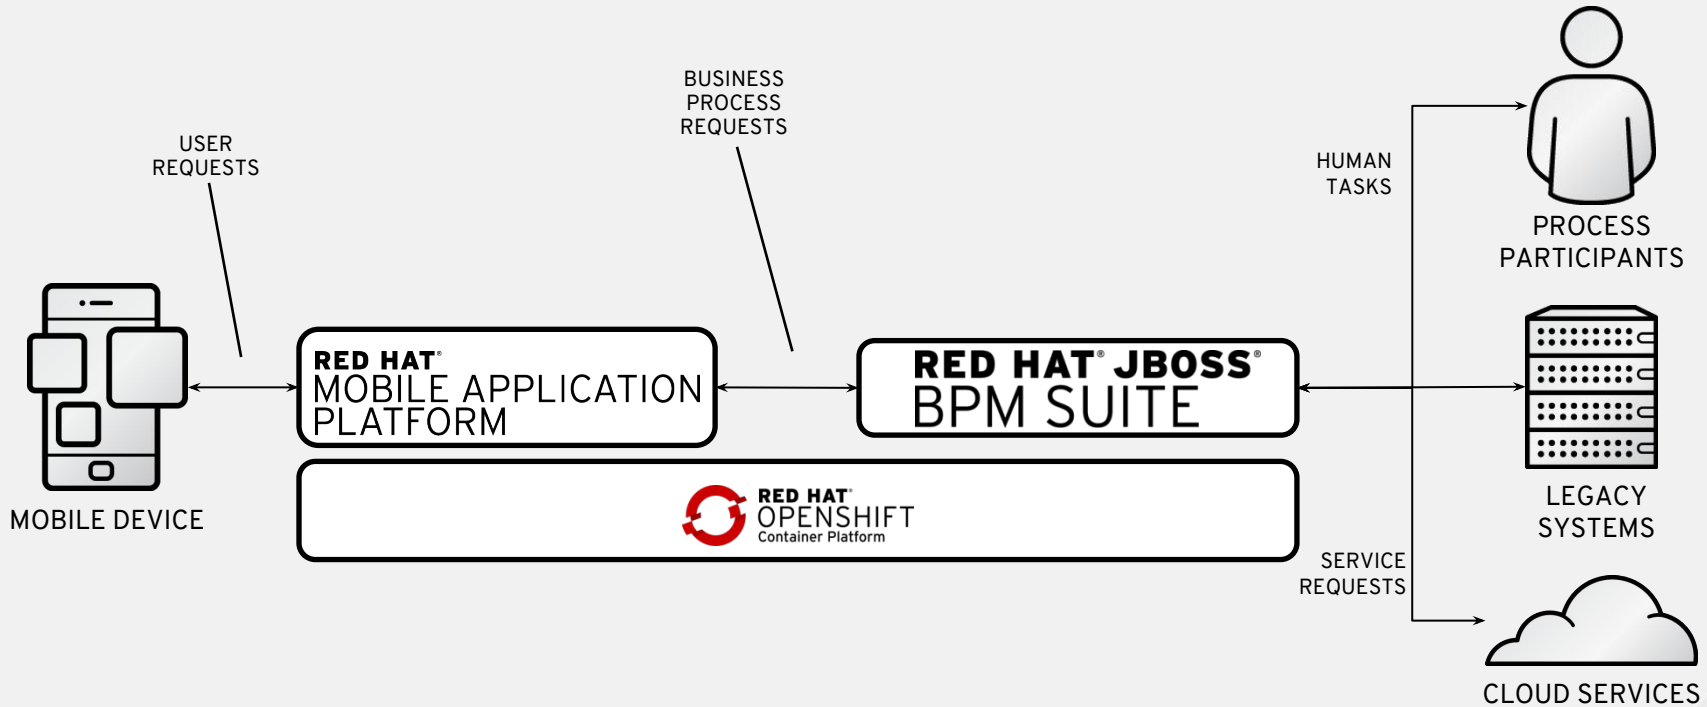 USER
REQUESTS
BUSINESS
PROCESS
REQUESTS
HUMAN
TASKS
PROCESS
PARTICIPANTS
MOBILE DEVICE
RED HAT®
MOBILE APPLICATION
PLATFORM
RED HAT® JBOSS®
BPM SUITE
RED HAT®
OPENSHIFT
Container Platform
LEGACY
SYSTEMS
SERVICE
REQUESTS
CLOUD SERVICES